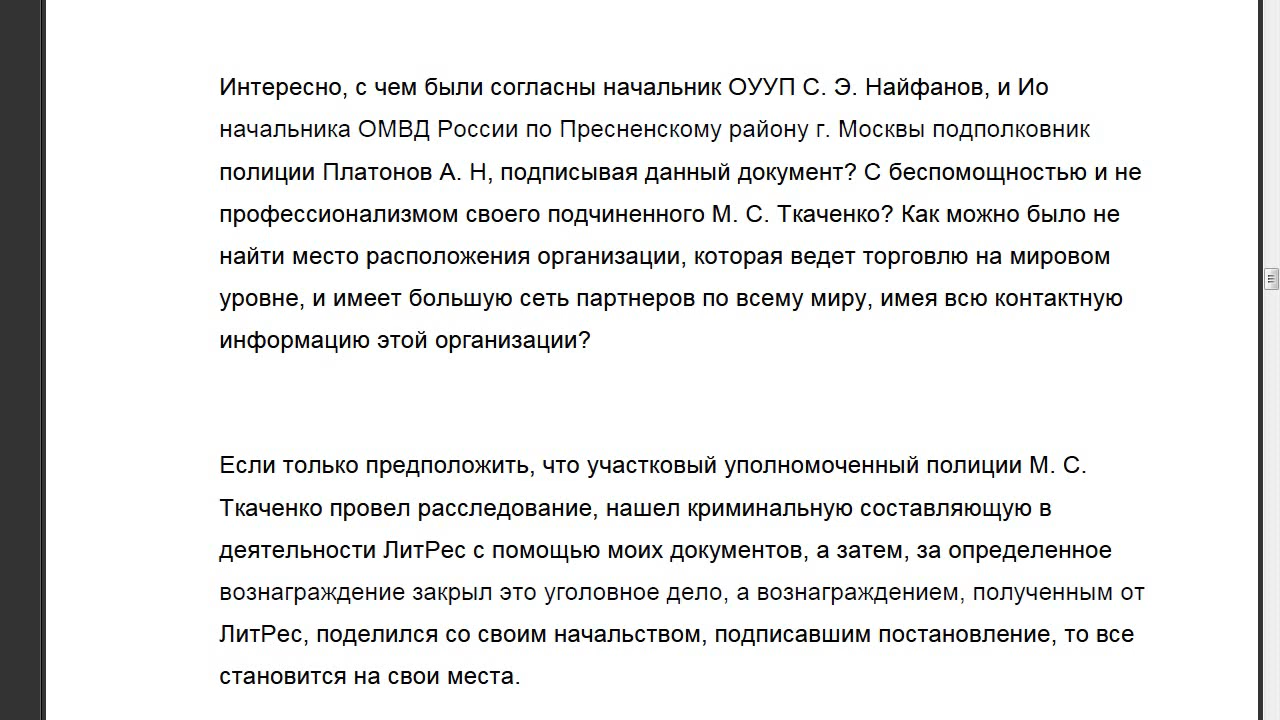 Интересно, с чем были согласны начальник ОУУП С. Э. Найфанов, и Ио
начальника ОМВД России по Пресненскому району г. Москвы подполковник
полиции Платонов А. Н, подписывая данный документ? С беспомощностью и не
профессионализмом своего подчиненного М. С. Ткаченко? Как можно было не
найти место расположения организации, которая ведет торговлю на мировом
уровне, и имеет большую сеть партнеров по всему миру, имея всю контактную
информацию этой организации?
Если только предположить, что участковый уполномоченный полиции М. С.
Ткаченко провел расследование, нашел криминальную составляющую в
деятельности ЛитРес с помощью моих документов, а затем, за определенное
вознаграждение закрыл это уголовное дело, а вознаграждением, полученным от
ЛитРес, поделился со своим начальством, подписавшим постановление, то все
становится на свои места.